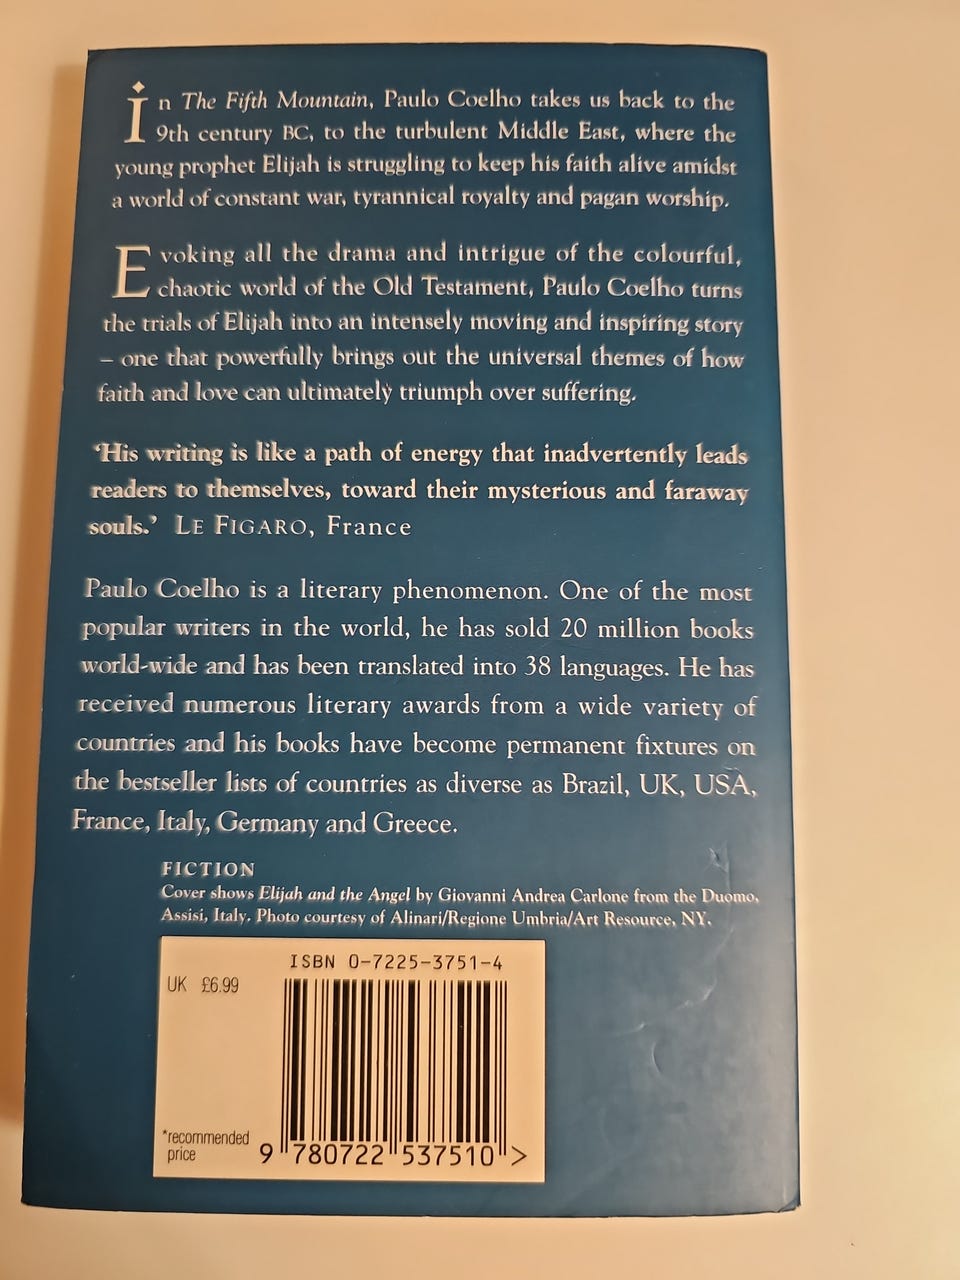 in The Fifth Mountain, Paulo Coelho takes us back to the
9th century BC, to the turbulent Middle East, where the
young prophet Elijah is struggling to keep his faith alive amidst
a world of constant war, tyrannical royalty and pagan worship.
Evoking all the drama and intrigue of the colourful,
chaotic world of the Old Testament, Paulo Coelho turns
the trials of Elijah into an intensely moving and inspiring story
– one that powerfully brings out the universal themes of how
faith and love can ultimately triumph over suffering.
‘His writing is like a path of energy that inadvertently leads
readers to themselves, toward their mysterious and faraway
souls.’ LE FIGARO, France
Paulo Coelho is a literary phenomenon. One of the most
popular writers in the world, he has sold 20 million books
world-wide and has been translated into 38 languages. He has
received numerous literary awards from a wide variety of
countries and his books have become permanent fixtures on
the bestseller lists of countries as diverse as Brazil, UK, USA,
France, Italy, Germany and Greece.
FICTION
Cover shows Elijah and the Angel by Giovanni Andrea Carlone from the Duomo,
Assisi, Italy. Photo courtesy of Alinari/Regione Umbria/Art Resource, NY.
ISBN 0-7225-3751-4
UK £6.99
*recommended
price
9 780722 537510 >